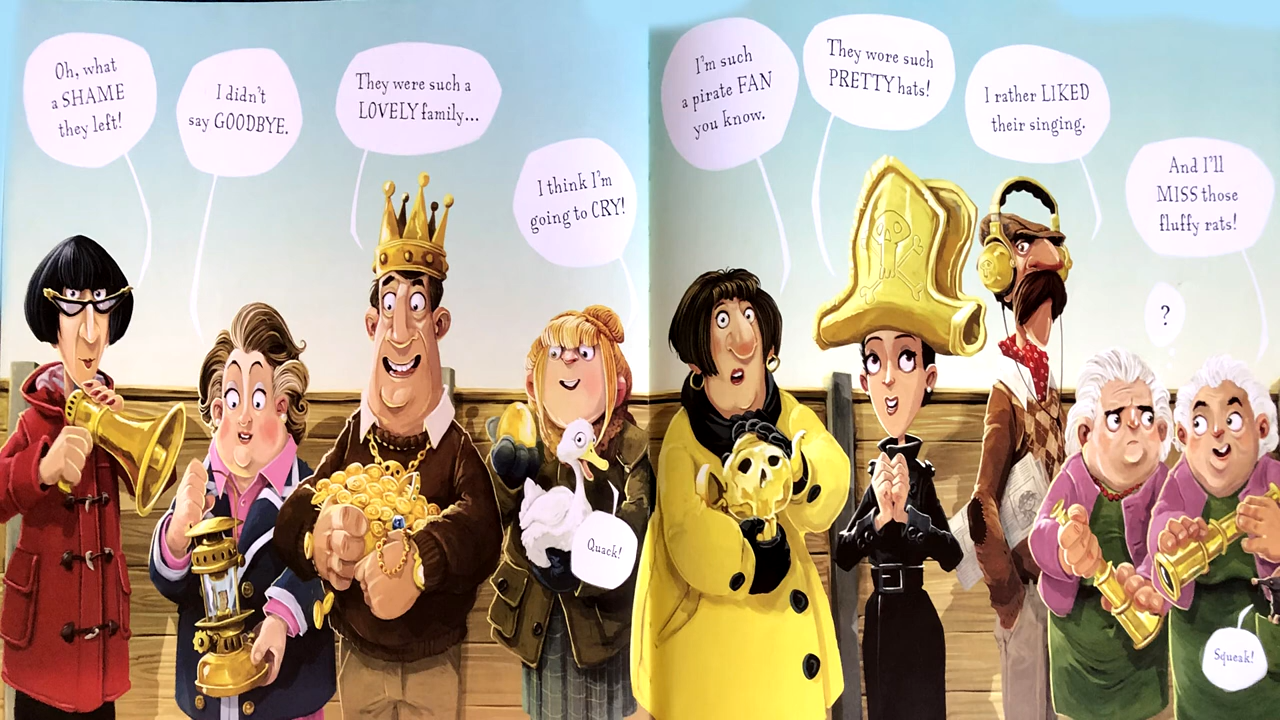 Oh, what
a SHAME
they left!
I didn't
say GOODBYE.
They were such a
LOVELY family...
I think I'm
going to CRY!
Quack!
I'm such
a pirate FAN
you know.
They wore such
PRETTY hats!
I rather LIKED
their singing.
And I'll
MISS those
fluffy rats!
?
Squeak!